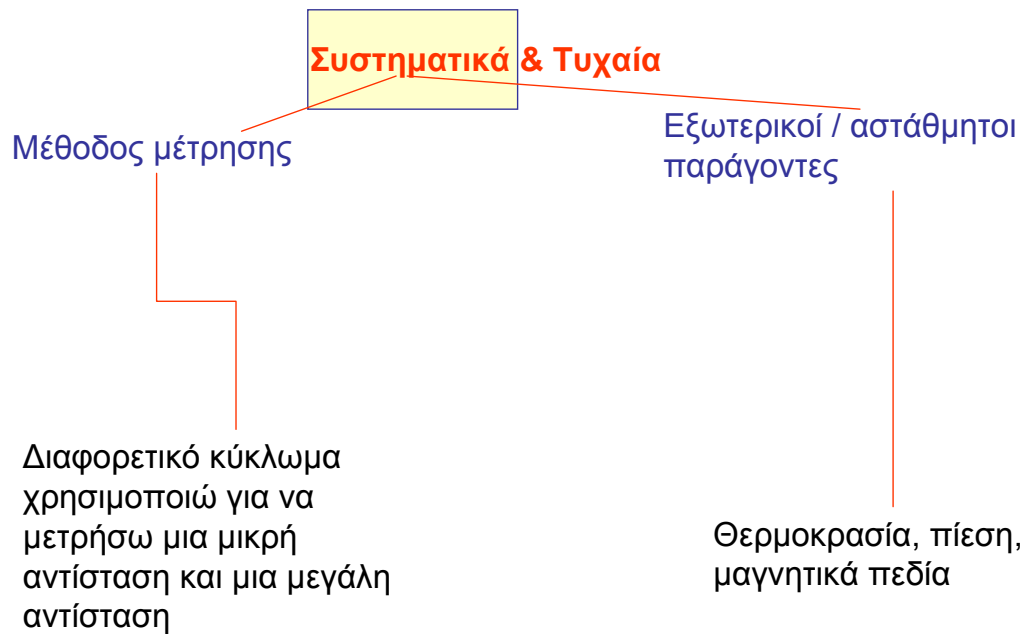 Συστηματικά & Τυχαία
Μέθοδος μέτρησης
Εξωτερικοί / αστάθμητοι
παράγοντες
Διαφορετικό κύκλωμα
χρησιμοποιώ για να
μετρήσω μια μικρή
αντίσταση και μια μεγάλη
αντίσταση
Θερμοκρασία, πίεση,
μαγνητικά πεδία